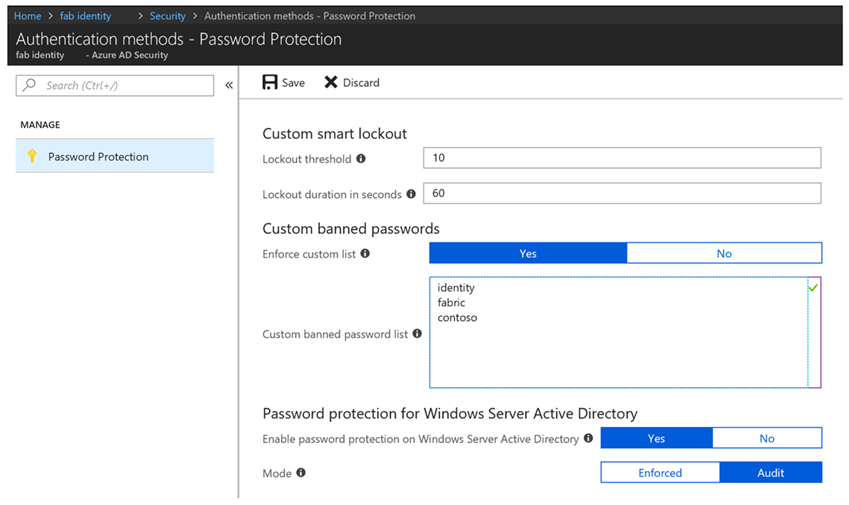 Home > fab identity > Security > Authentication methods - Password Protection
Authentication methods - Password Protection
fab identity - Azure AD Security
Search (Ctrl+/)
«
Save Discard
MANAGE
Password Protection
Custom smart lockout
Lockout threshold 10
Lockout duration in seconds 60
Custom banned passwords
Enforce custom list Yes No
identity
fabric
contoso
Custom banned password list
Password protection for Windows Server Active Directory
Enable password protection on Windows Server Active Directory Yes No
Mode Enforced Audit